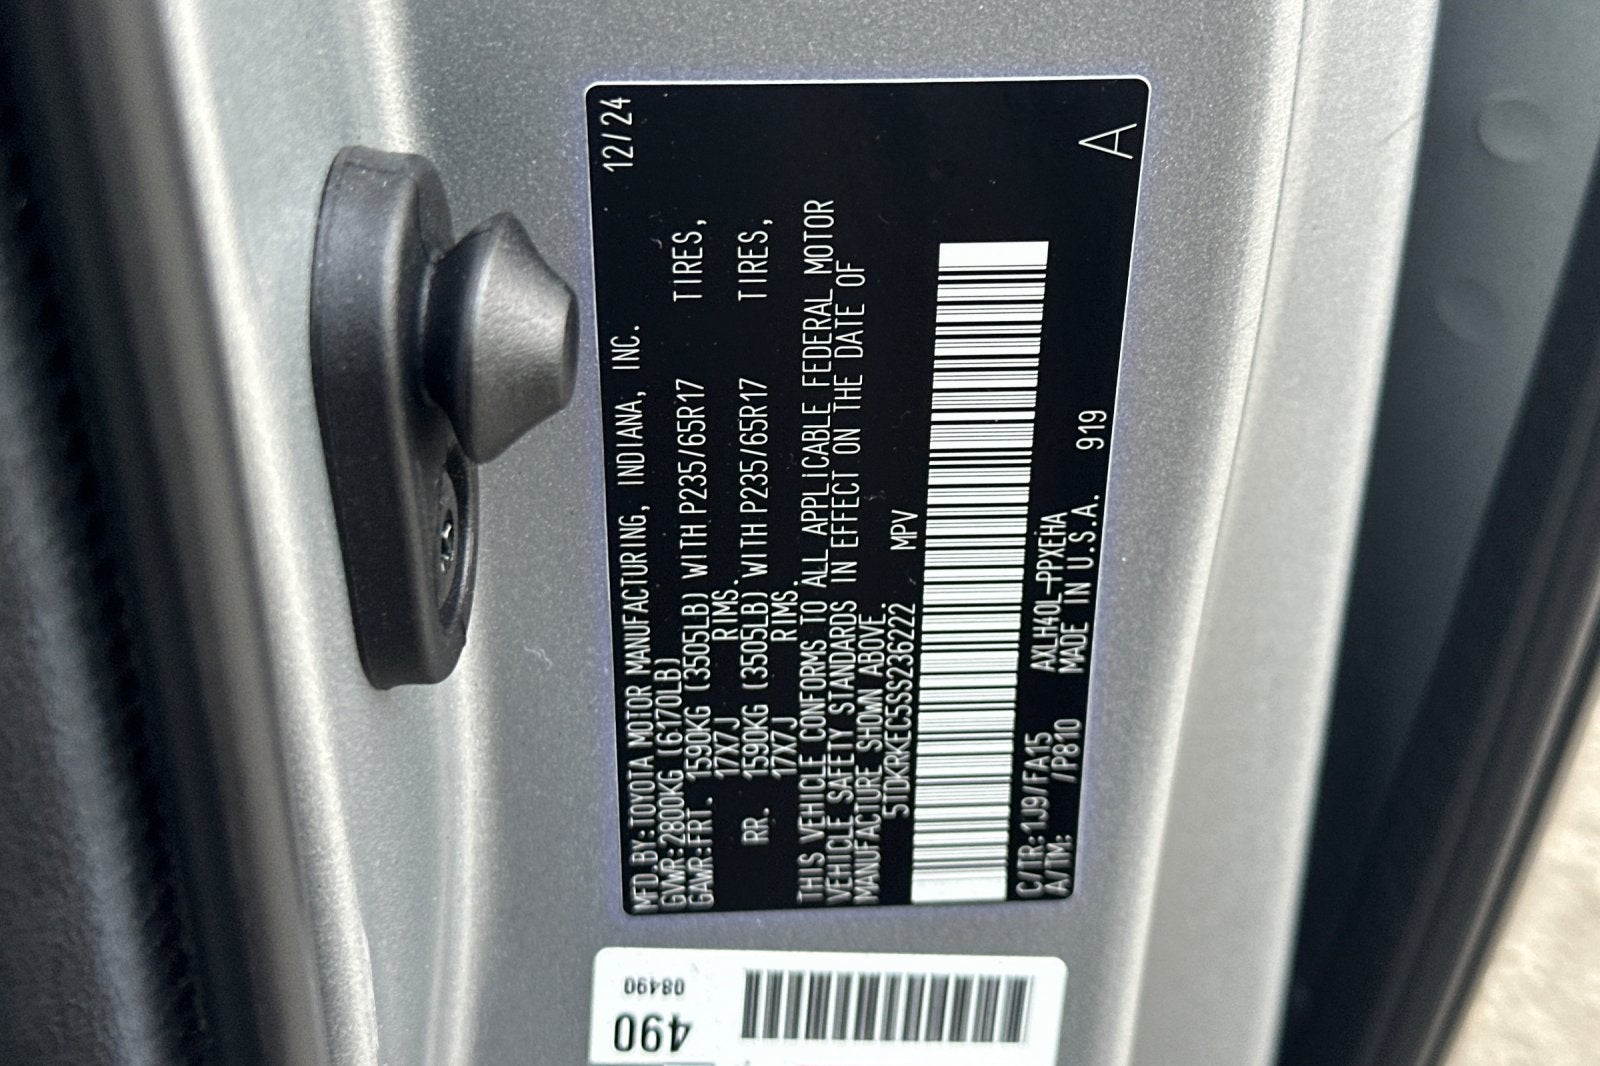 MFD.BY:TOYOTA MOTOR MANUFACTURING, INDIANA, INC. 12/24
GVWR:2800KG (6170LB)
GAWR:FRT. 1590KG (3505LB) WITH P235/65R17 TIRES,
17X7J RIMS.
RR. 1590KG (3505LB) WITH P235/65R17 TIRES,
17X7J RIMS.
THIS VEHICLE CONFORMS TO ALL APPLICABLE FEDERAL MOTOR
VEHICLE SAFETY STANDARDS IN EFFECT ON THE DATE OF
MANUFACTURE SHOWN ABOVE.
5TDKRKEC5SS236222 MPV
C/TR:1J9/FA15 AXLH40L-PPXEHA
A/TM: /P810 MADE IN U.S.A. 919 A
490
08490